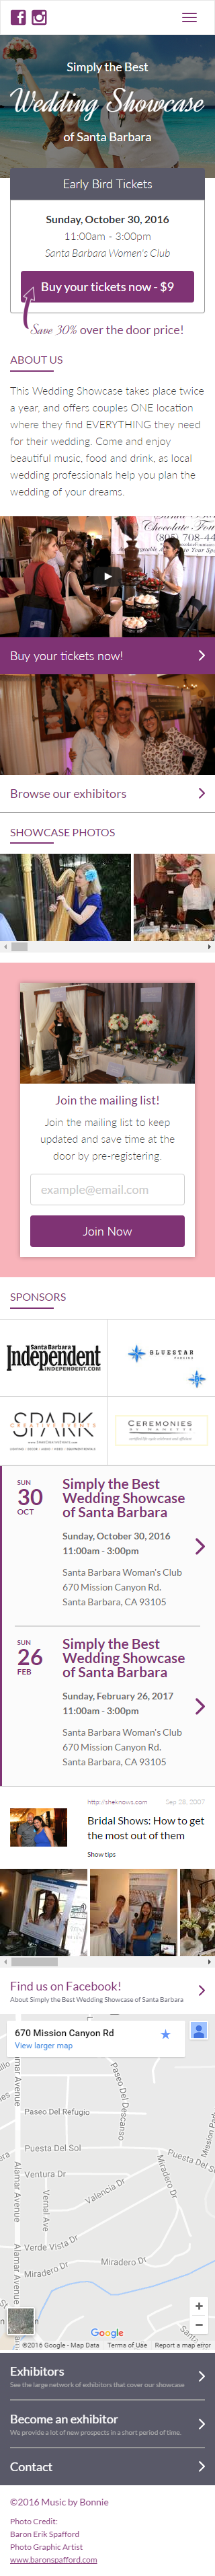 Simply the Best
Wedding Showcase
of Santa Barbara
Early Bird Tickets
Sunday, October 30, 2016
11:00am - 3:00pm
Santa Barbara Women's Club
Buy your tickets now - $9
Save 30% over the door price!
ABOUT US
This Wedding Showcase takes place twice
a year, and offers couples ONE location
where they find EVERYTHING they need
for their wedding. Come and enjoy
beautiful music, food and drink, as local
wedding professionals help you plan the
wedding of your dreams.
Chocolate
(805) 708-44
Buy your tickets now!
Browse our exhibitors
SHOWCASE PHOTOS
Join the mailing list!
Join the mailing list to keep
updated and save time at the
door by pre-registering.
example@email.com
Join Now
SPONSORS
Santa Barbara
Independent
INDEPENDENT.COM
BLUESTAR
PARKING
SPARK
CREATIVE EVENTS
CEREMONIES
SUN
30
OCT
Simply the Best
Wedding Showcase
of Santa Barbara
Sunday, October 30, 2016
11:00am - 3:00pm
Santa Barbara Woman's Club
670 Mission Canyon Rd.
Santa Barbara, CA 93105
SUN
26
FEB
Simply the Best
Wedding Showcase
of Santa Barbara
Sunday, February 26, 2017
11:00am - 3:00pm
Santa Barbara Woman's Club
670 Mission Canyon Rd.
Santa Barbara, CA 93105
http://sheknows.com
Sep 28, 2007
Bridal Shows: How to get
the most out of them
Show tips
Find us on Facebook!
About Simply the Best Wedding Showcase of Santa Barbara
670 Mission Canyon Rd
View larger map
Paseo Del Refugio
Paseo Del Descanso
Mission Park
Puesta Del Sol
Puesta Del Sol
Ventura Dr
Alamar Avenue
Vernal Ave
Valencia Dr
Miradero Dr
Verde Vista Dr
Miradero Dr
Miradero Dr
Alamar Avenue
Google
©2016 Google - Map Data
Terms of Use
Report a map error
Exhibitors
See the large network of exhibitors that cover our showcase
Become an exhibitor
We provide a lot of new prospects in a short period of time.
Contact
©2016 Music by Bonnie
Photo Credit:
Baron Erik Spafford
Photo Graphic Artist
www.baronspafford.com